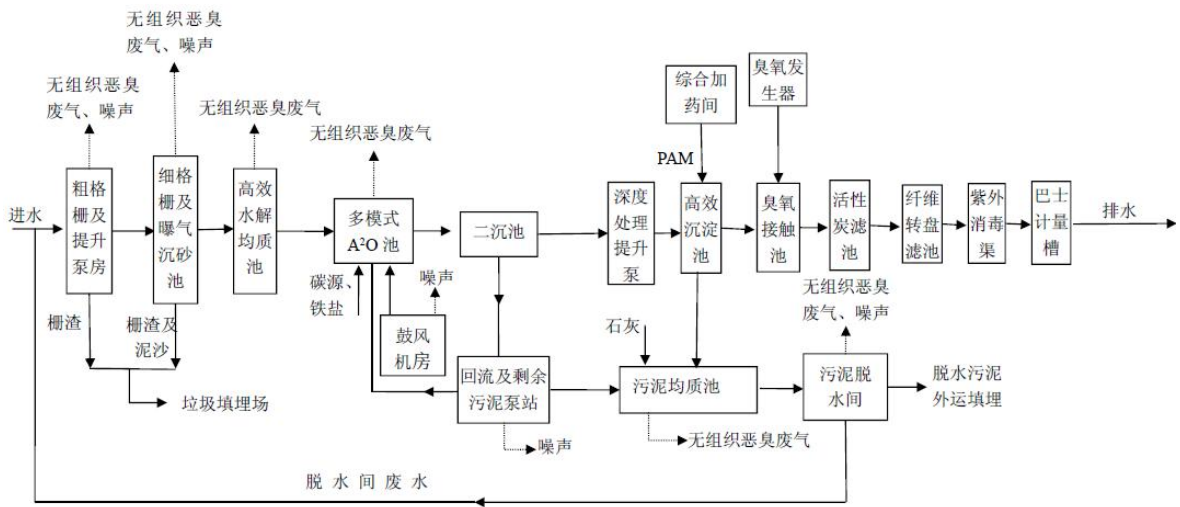 无组织恶臭
废气、噪声
无组织恶臭
废气、噪声
无组织恶臭废气
无组织恶臭废气
综合加
药间
臭氧发
生器
PAM
进水
粗格
栅及
提升
泵房
细格
栅及
曝气
沉砂
池
高效
水解
均质
池
多模式
A²O 池
二沉池
深度
处理
提升
泵
高效
沉淀
池
臭氧
接触
池
活性
炭滤
池
纤维
转盘
滤池
紫外
消毒
渠
巴士
计量
槽
排水
碳源、
铁盐
噪声
鼓风
机房
栅渣
栅渣及
泥沙
垃圾填埋场
回流及剩余
污泥泵站
噪声
石灰
污泥均质池
无组织恶臭废气
无组织恶臭
废气、噪声
污泥脱
水间
脱水污泥
外运填埋
脱水间废水